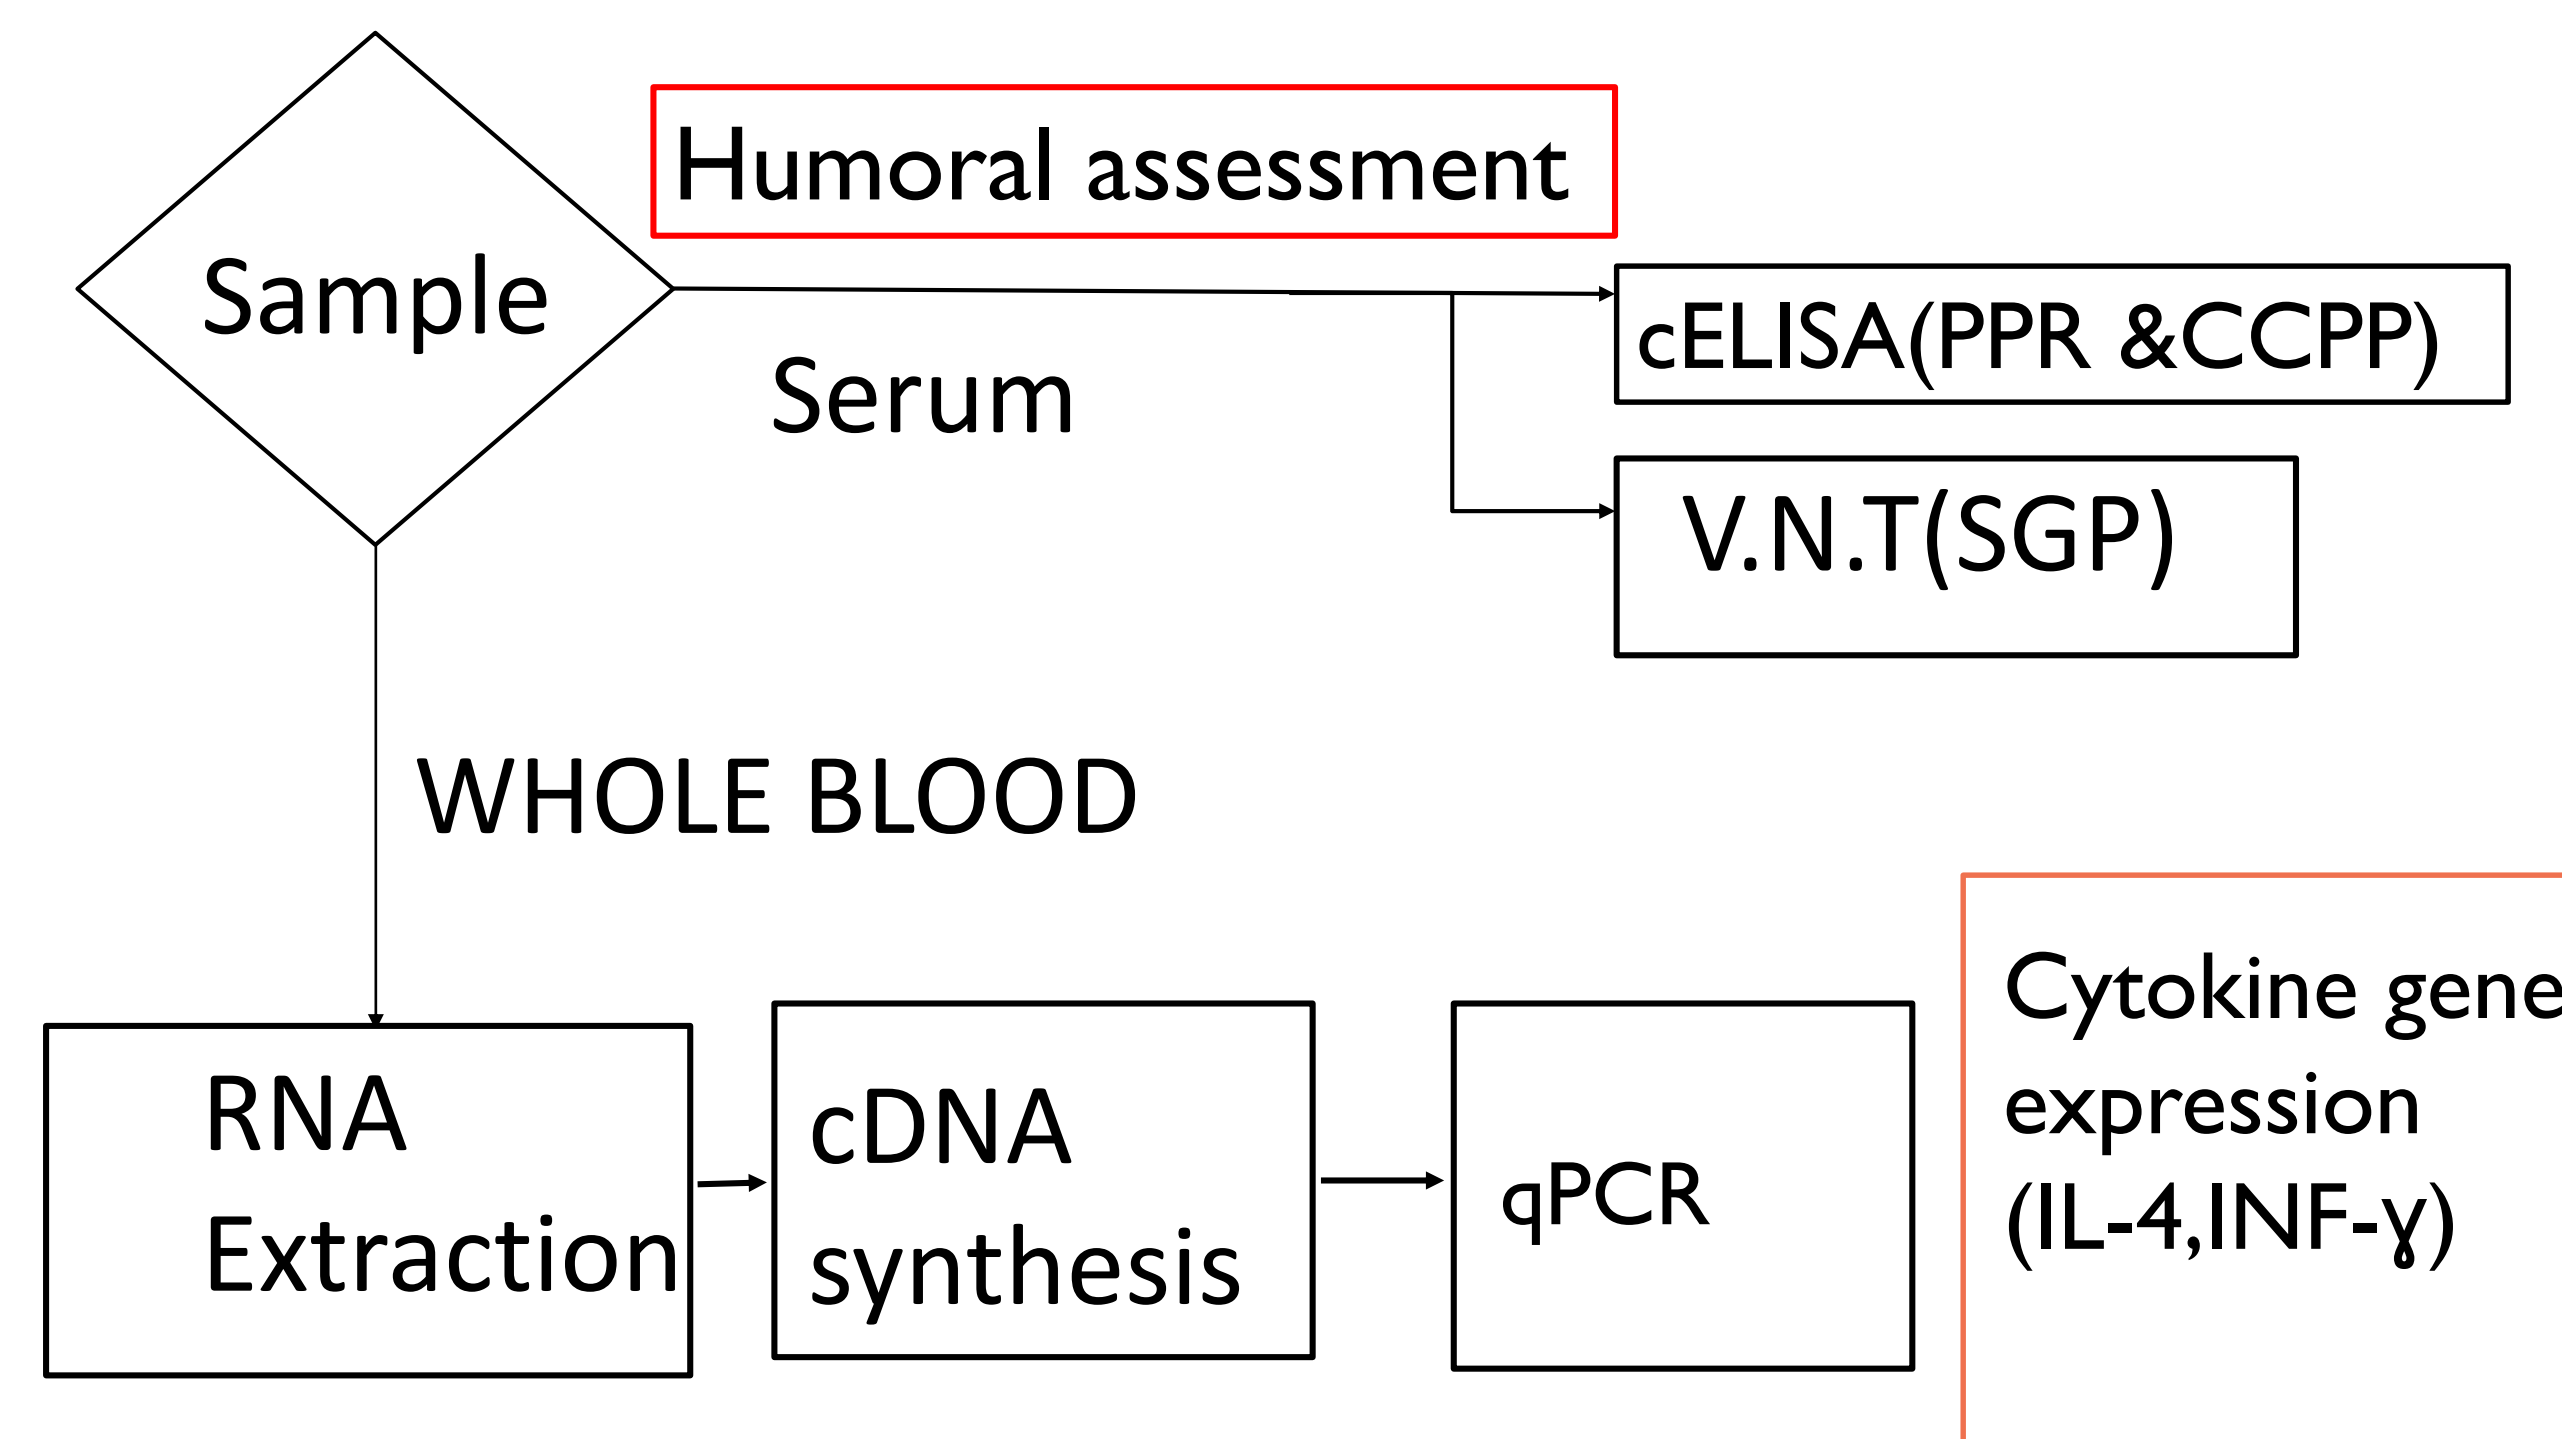 Humoral assessment
Sample
cELISA(PPR &CCPP)
Serum
V.N.T(SGP)
WHOLE BLOOD
RNA
Extraction
cDNA
synthesis
qPCR
Cytokine gene
expression
(IL-4,INF-ɣ)